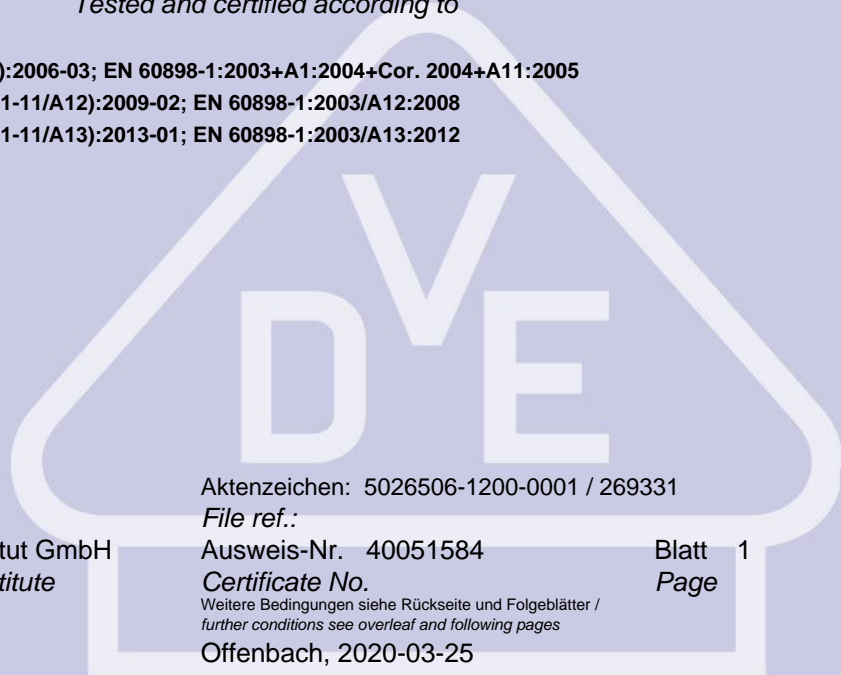 Tested and certified according to
):2006-03; EN 60898-1:2003+A1:2004+Cor. 2004+A11:2005
1-11/A12):2009-02; EN 60898-1:2003/A12:2008
1-11/A13):2013-01; EN 60898-1:2003/A13:2012
DVE
Aktenzeichen: 5026506-1200-0001 / 269331
File ref.:
tut GmbH Ausweis-Nr. 40051584 Blatt 1
titute Certificate No. Page
Weitere Bedingungen siehe Rückseite und Folgeblätter /
further conditions see overleaf and following pages
Offenbach, 2020-03-25